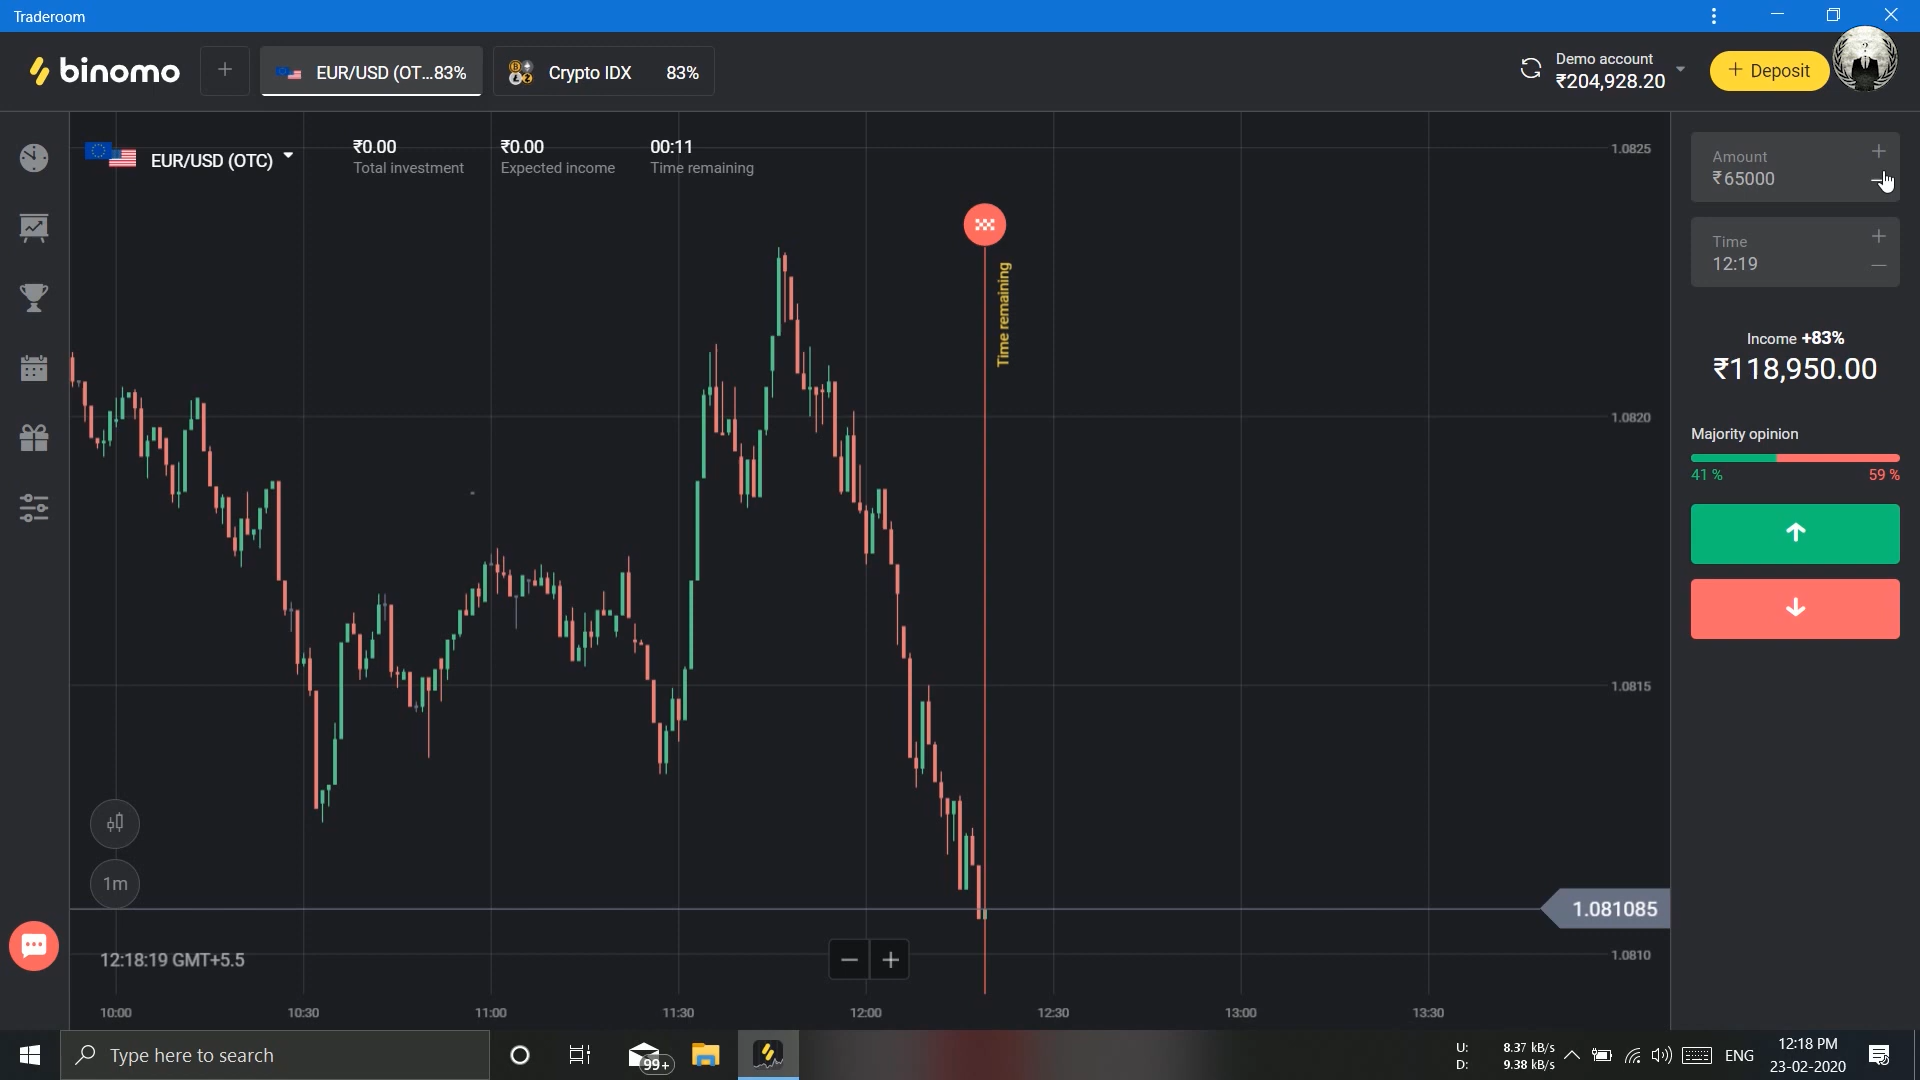 Traderoom
binomo
+
EUR/USD (OT...83%
Crypto IDX 83%
Demo account
₹204,928.20
+ Deposit
EUR/USD (OTC)
₹0.00
Total investment
₹0.00
Expected income
00:11
Time remaining
Time remaining
1.0825
1.0820
1.0815
1.081085
1.0810
Amount
₹65000
+
Time
12:19
+
—
Income +83%
₹118,950.00
Majority opinion
41 %
59 %
1m
12:18:19 GMT+5.5
— +
10:00
10:30
11:00
11:30
12:00
12:30
13:00
13:30
Type here to search
99+
U: 8.37 kB/s
D: 9.38 kB/s
ENG
12:18 PM
23-02-2020